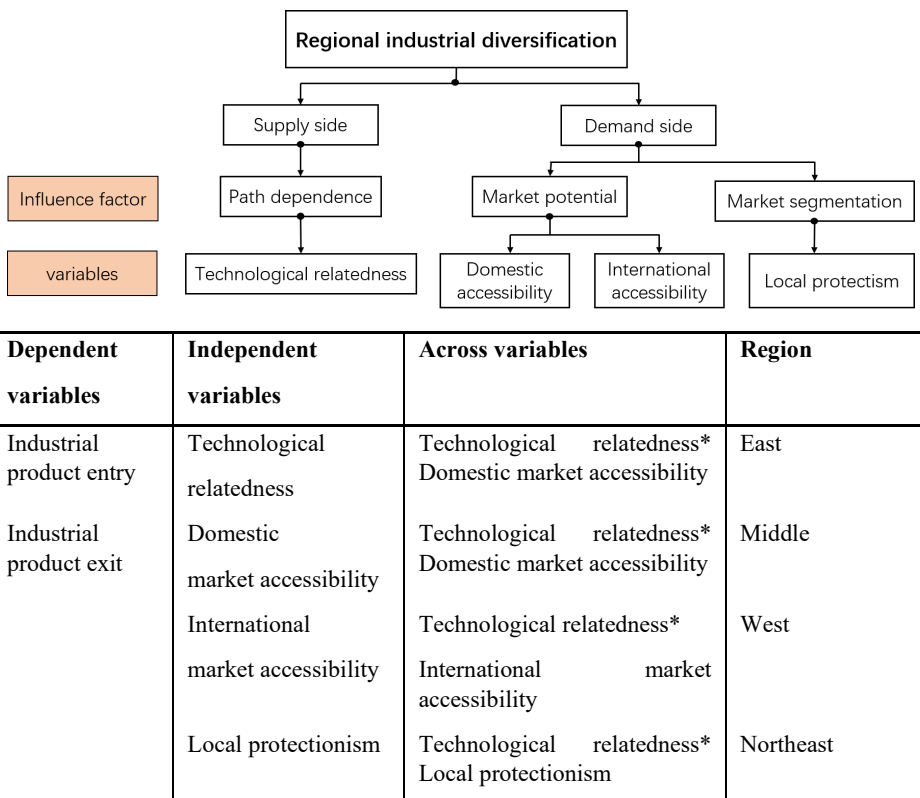 Regional industrial diversification
Supply side
Demand side
Influence factor
Path dependence
Market potential
Market segmentation
variables
Technological relatedness
Domestic
accessibility
International
accessibility
Local protectism
Dependent
variables
Independent
variables
Across variables
Region
Industrial
product entry
Technological
relatedness
Technological relatedness*
Domestic market accessibility
East
Industrial
product exit
Domestic
market accessibility
Technological relatedness*
Domestic market accessibility
Middle
International
market accessibility
Technological relatedness*
International market
accessibility
West
Local protectionism
Technological relatedness*
Local protectionism
Northeast